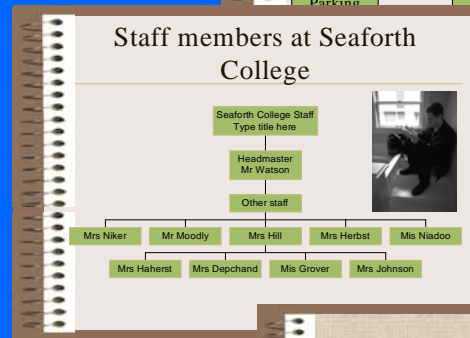 Parking
Staff members at Seaforth
College
Seaforth College Staff
Type title here
Headmaster
Mr Watson
Other staff
Mrs Niker
Mr Moodly
Mrs Hill
Mrs Herbst
Mis Niadoo
Mrs Haherst
Mrs Depchand
Mis Grover
Mrs Johnson